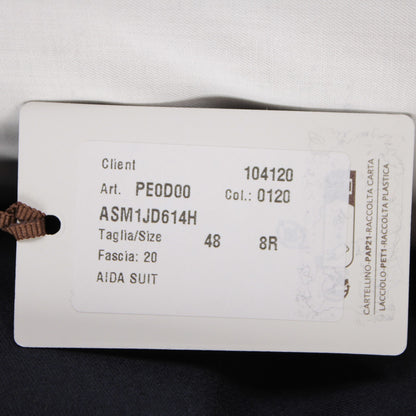 Client 104120
Art. PE0D00 Col.: 0120
ASM1JD614H
Taglia/Size 48 8R
Fascia: 20
AIDA SUIT
CARTELLINO-PAP21-RACCOLTA CARTA
LACCIOLO-PET1-RACCOLTA PLASTICA